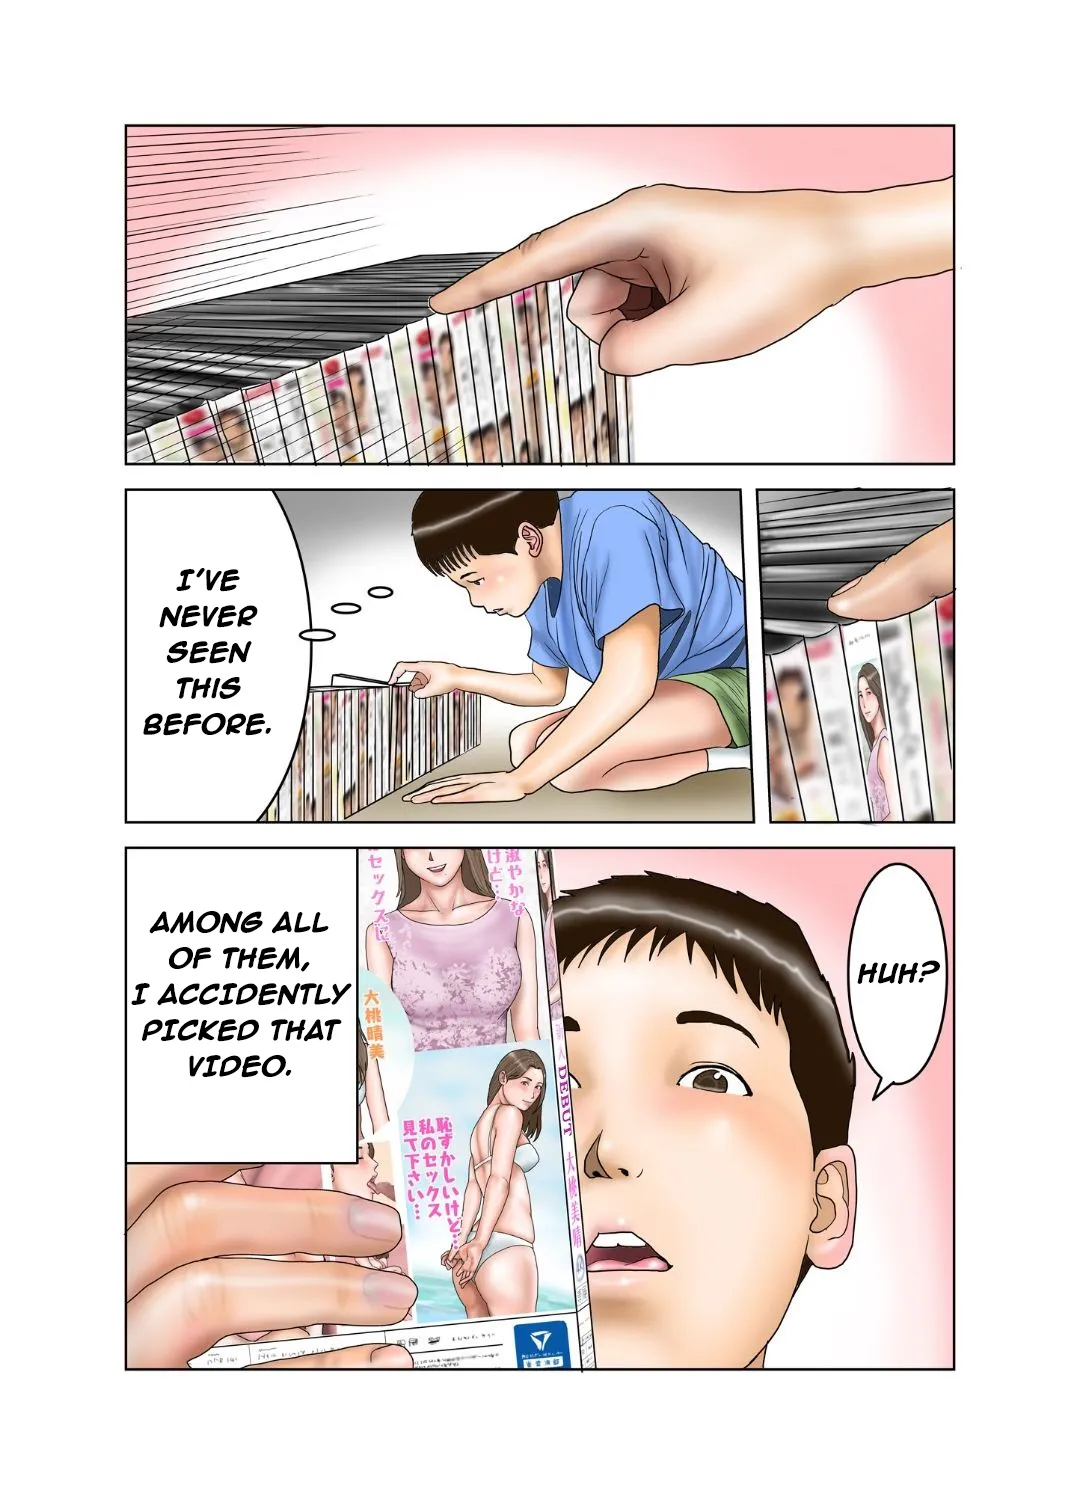 I'VE
NEVER
SEEN
THIS
BEFORE.
AMONG ALL
OF THEM,
I ACCIDENTLY
PICKED THAT
VIDEO.
HUH?
淑やかな
けど…
セックスに
大桃晴美
恥ずかしいけど…
私のセックス
見て下さい…
DEBUT 大桃美晴